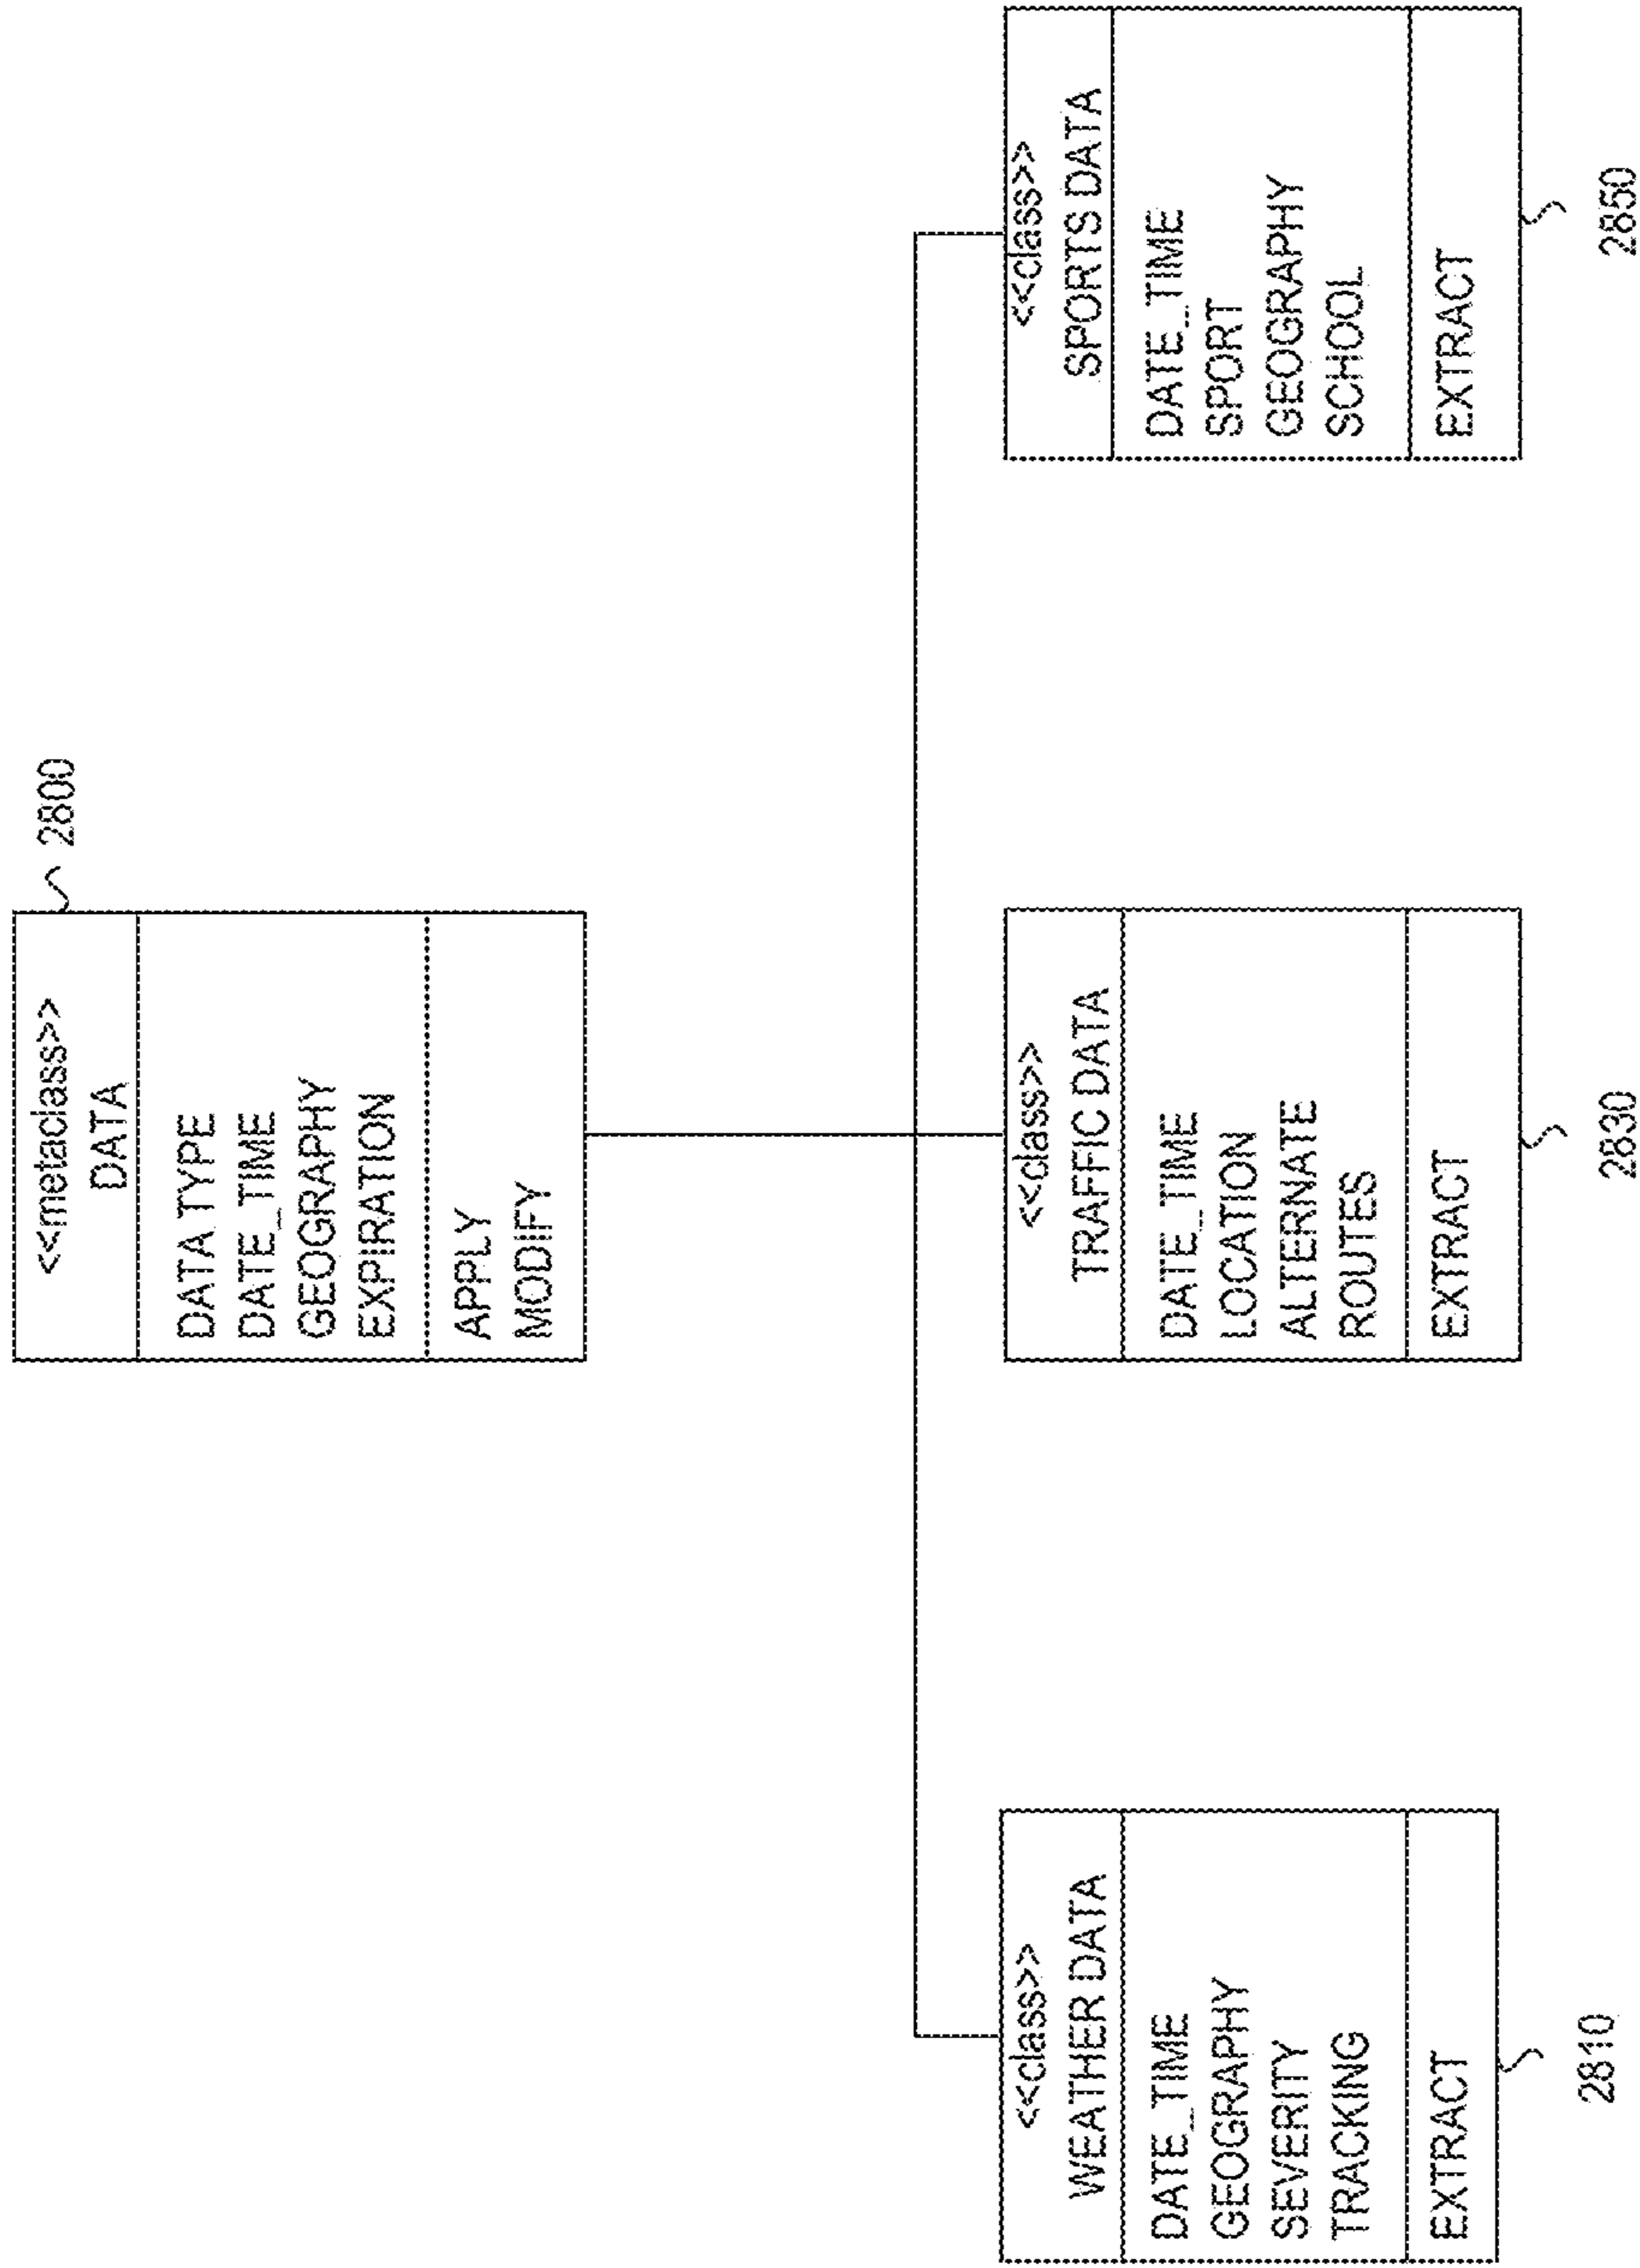 <<metaclass>>
DATA
DATA TYPE
DATE_TIME
GEOGRAPHY
EXPIRATION
APPLY
MODIFY
2800
<<class>>
WEATHER DATA
DATE_TIME
GEOGRAPHY
SEVERITY
TRACKING
EXTRACT
2810
<<class>>
TRAFFIC DATA
DATE_TIME
LOCATION
ALTERNATE
ROUTES
EXTRACT
2830
<<class>>
SPORTS DATA
DATE_TIME
SPORT
GEOGRAPHY
SCHOOL
EXTRACT
2850